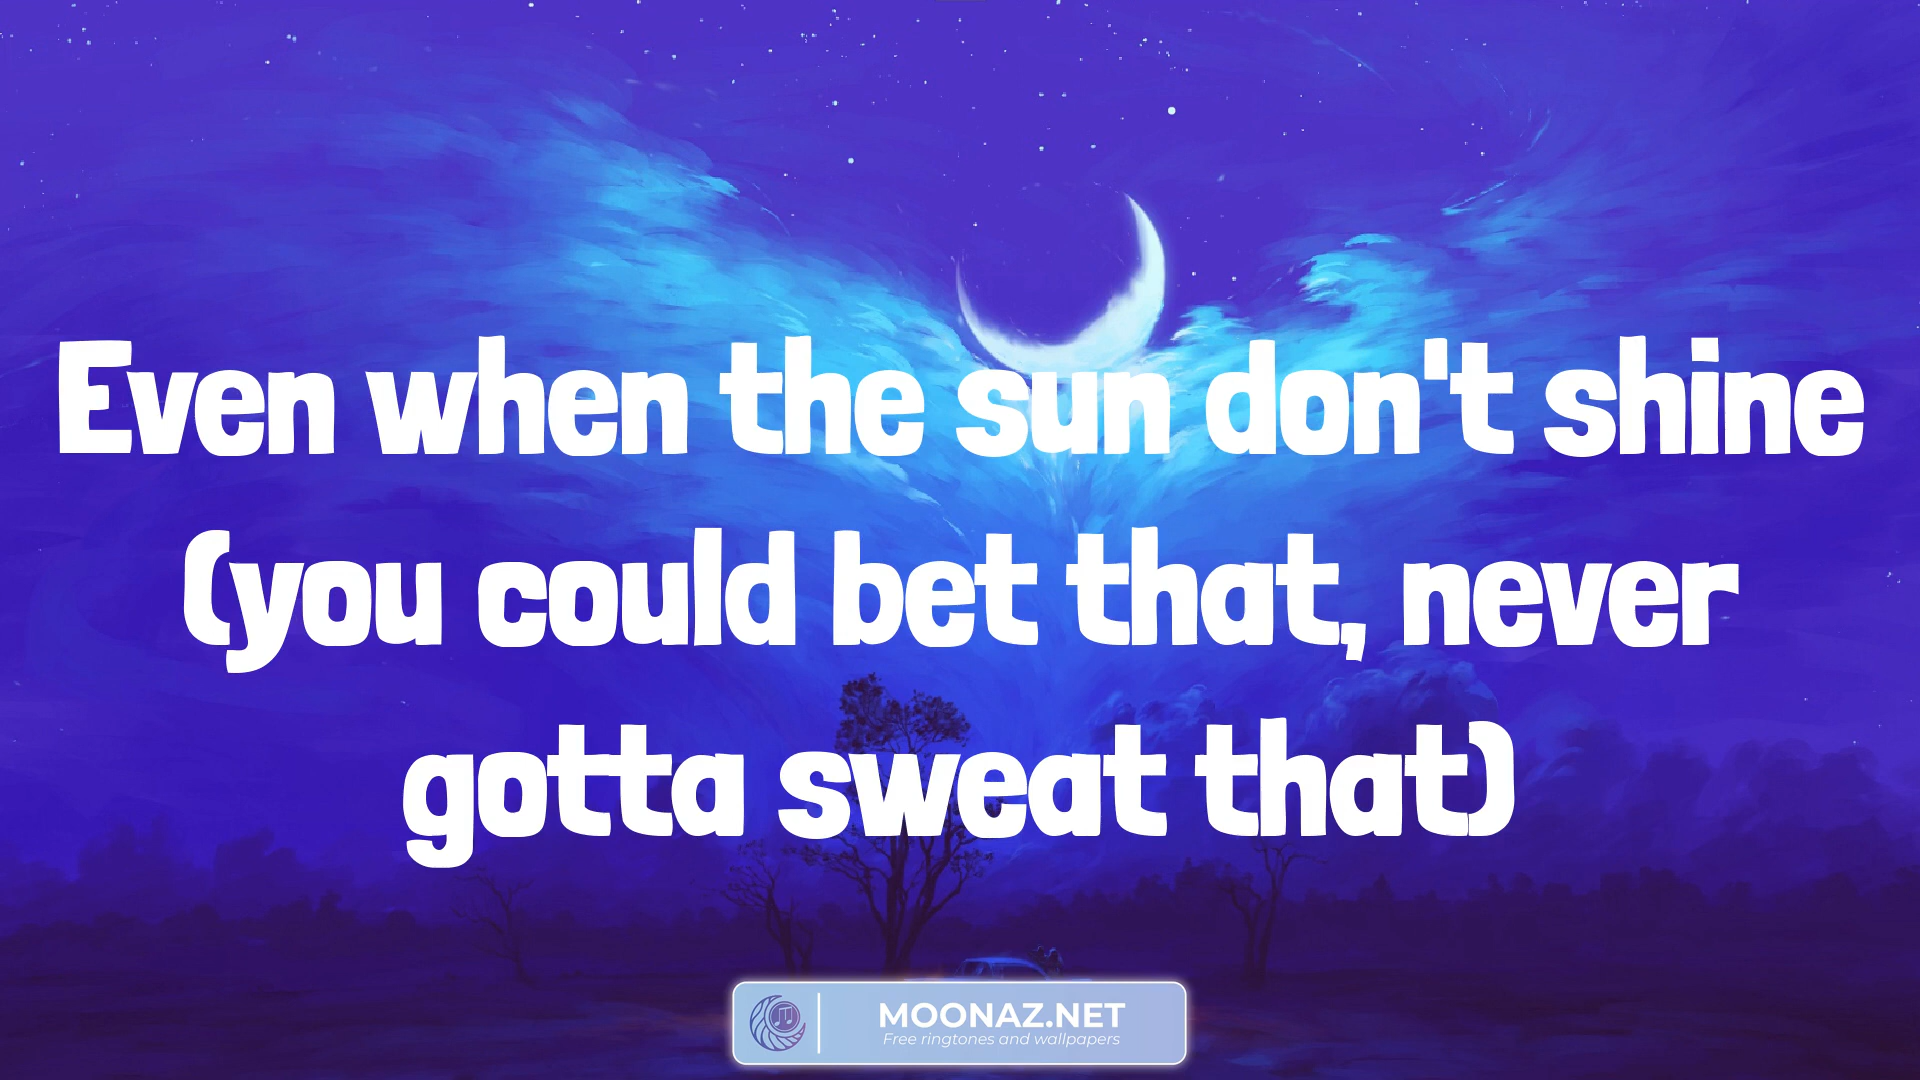 Even when the sun don't shine
(you could bet that, never
gotta sweat that)
MOONAZ.NET
Free ringtones and wallpapers